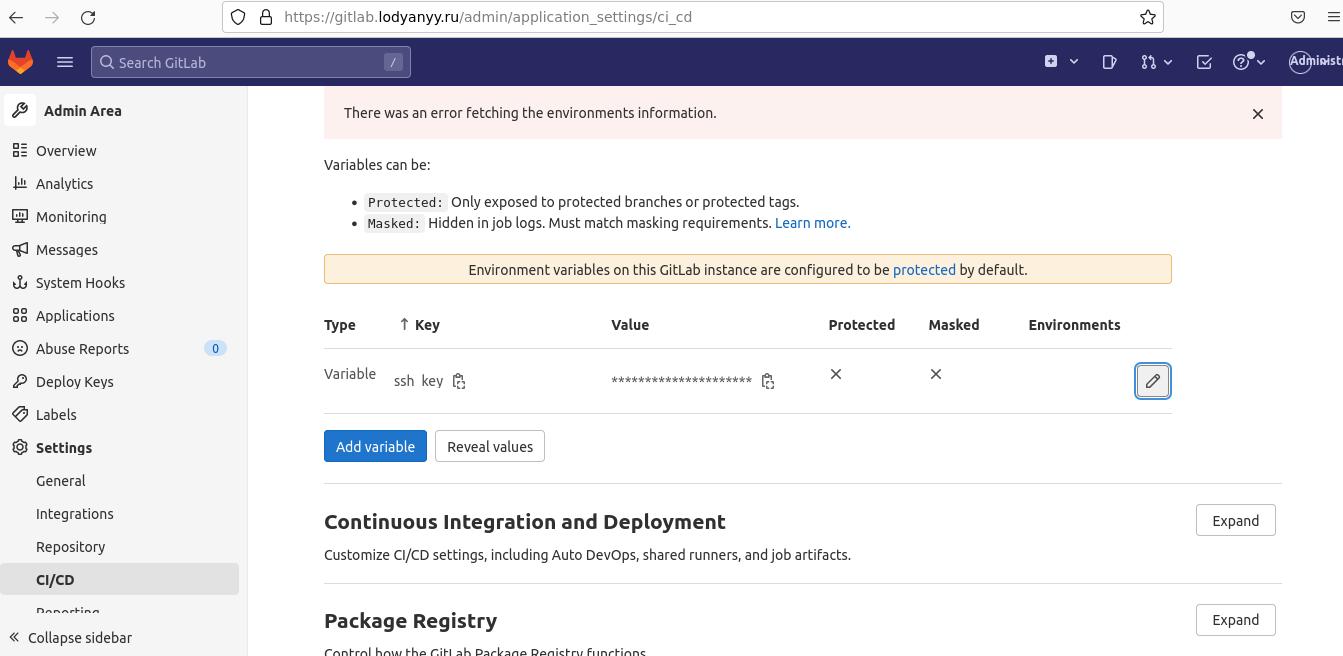 https://gitlab.lodyanyy.ru/admin/application_settings/ci_cd
Search GitLab /
Administ
Admin Area
Overview
Analytics
Monitoring
Messages
System Hooks
Applications
Abuse Reports 0
Deploy Keys
Labels
Settings
General
Integrations
Repository
CI/CD
Reporting
Collapse sidebar
There was an error fetching the environments information.
Variables can be:
Protected: Only exposed to protected branches or protected tags.
Masked: Hidden in job logs. Must match masking requirements. Learn more.
Environment variables on this GitLab instance are configured to be protected by default.
Type ↑ Key Value Protected Masked Environments
Variable ssh key *********************
Add variable Reveal values
Continuous Integration and Deployment Expand
Customize CI/CD settings, including Auto DevOps, shared runners, and job artifacts.
Package Registry Expand
Control how the GitLab Package Registry functions.